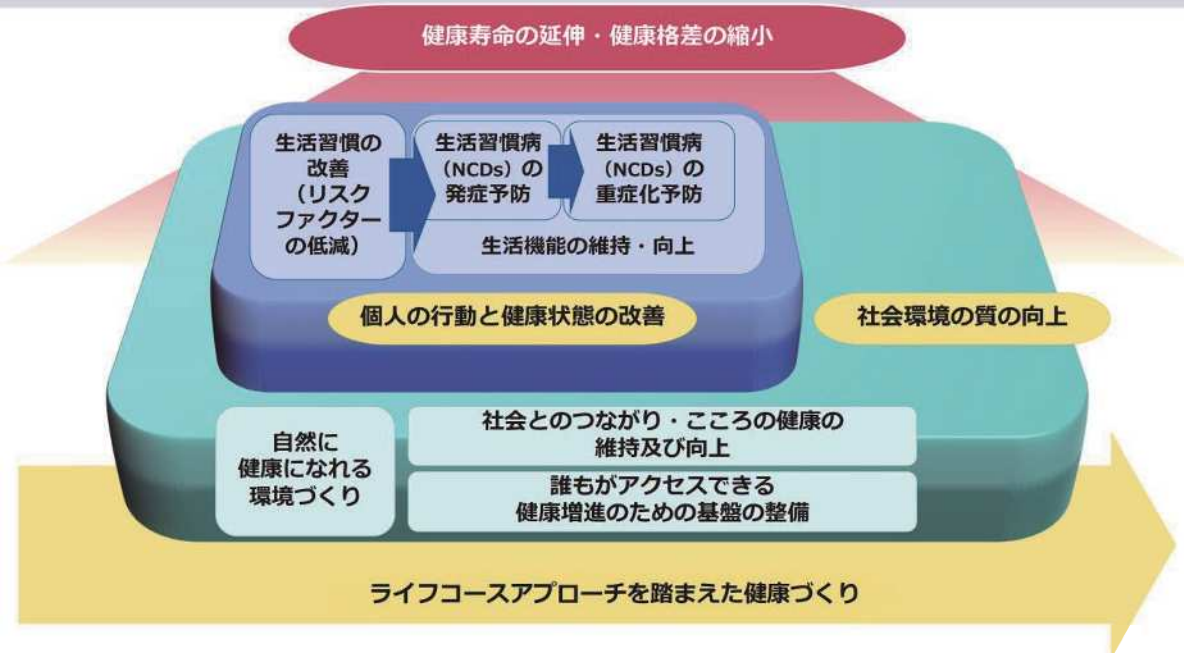 健康寿命の延伸・健康格差の縮小
生活習慣の
改善
（リスク
ファクター
の低減）
生活習慣病
（NCDs）の
発症予防
生活習慣病
（NCDs）の
重症化予防
生活機能の維持・向上
個人の行動と健康状態の改善
社会環境の質の向上
自然に
健康になれる
環境づくり
社会とのつながり・こころの健康の
維持及び向上
誰もがアクセスできる
健康増進のための基盤の整備
ライフコースアプローチを踏まえた健康づくり